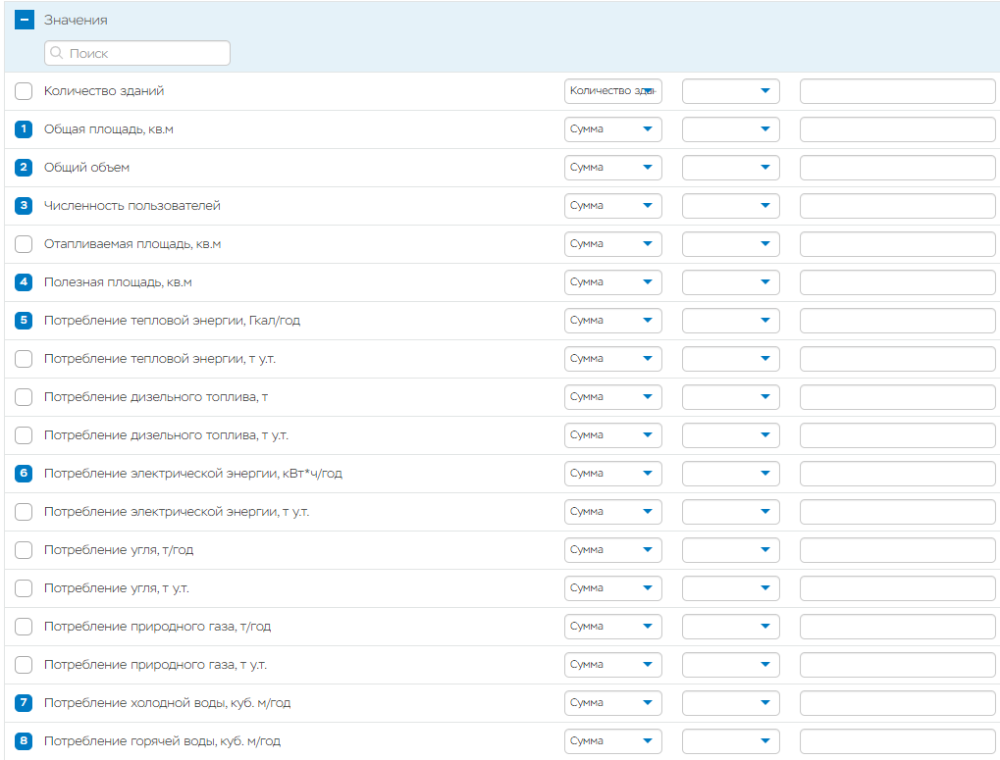 Значения
Поиск
Количество зданий Количество здан
1 Общая площадь, кв.м Сумма
2 Общий объем Сумма
3 Численность пользователей Сумма
Отапливаемая площадь, кв.м Сумма
4 Полезная площадь, кв.м Сумма
5 Потребление тепловой энергии, Гкал/год Сумма
Потребление тепловой энергии, т у.т. Сумма
Потребление дизельного топлива, т Сумма
Потребление дизельного топлива, т у.т. Сумма
6 Потребление электрической энергии, кВт*ч/год Сумма
Потребление электрической энергии, т у.т. Сумма
Потребление угля, т/год Сумма
Потребление угля, т у.т. Сумма
Потребление природного газа, т/год Сумма
Потребление природного газа, т у.т. Сумма
7 Потребление холодной воды, куб. м/год Сумма
8 Потребление горячей воды, куб. м/год Сумма